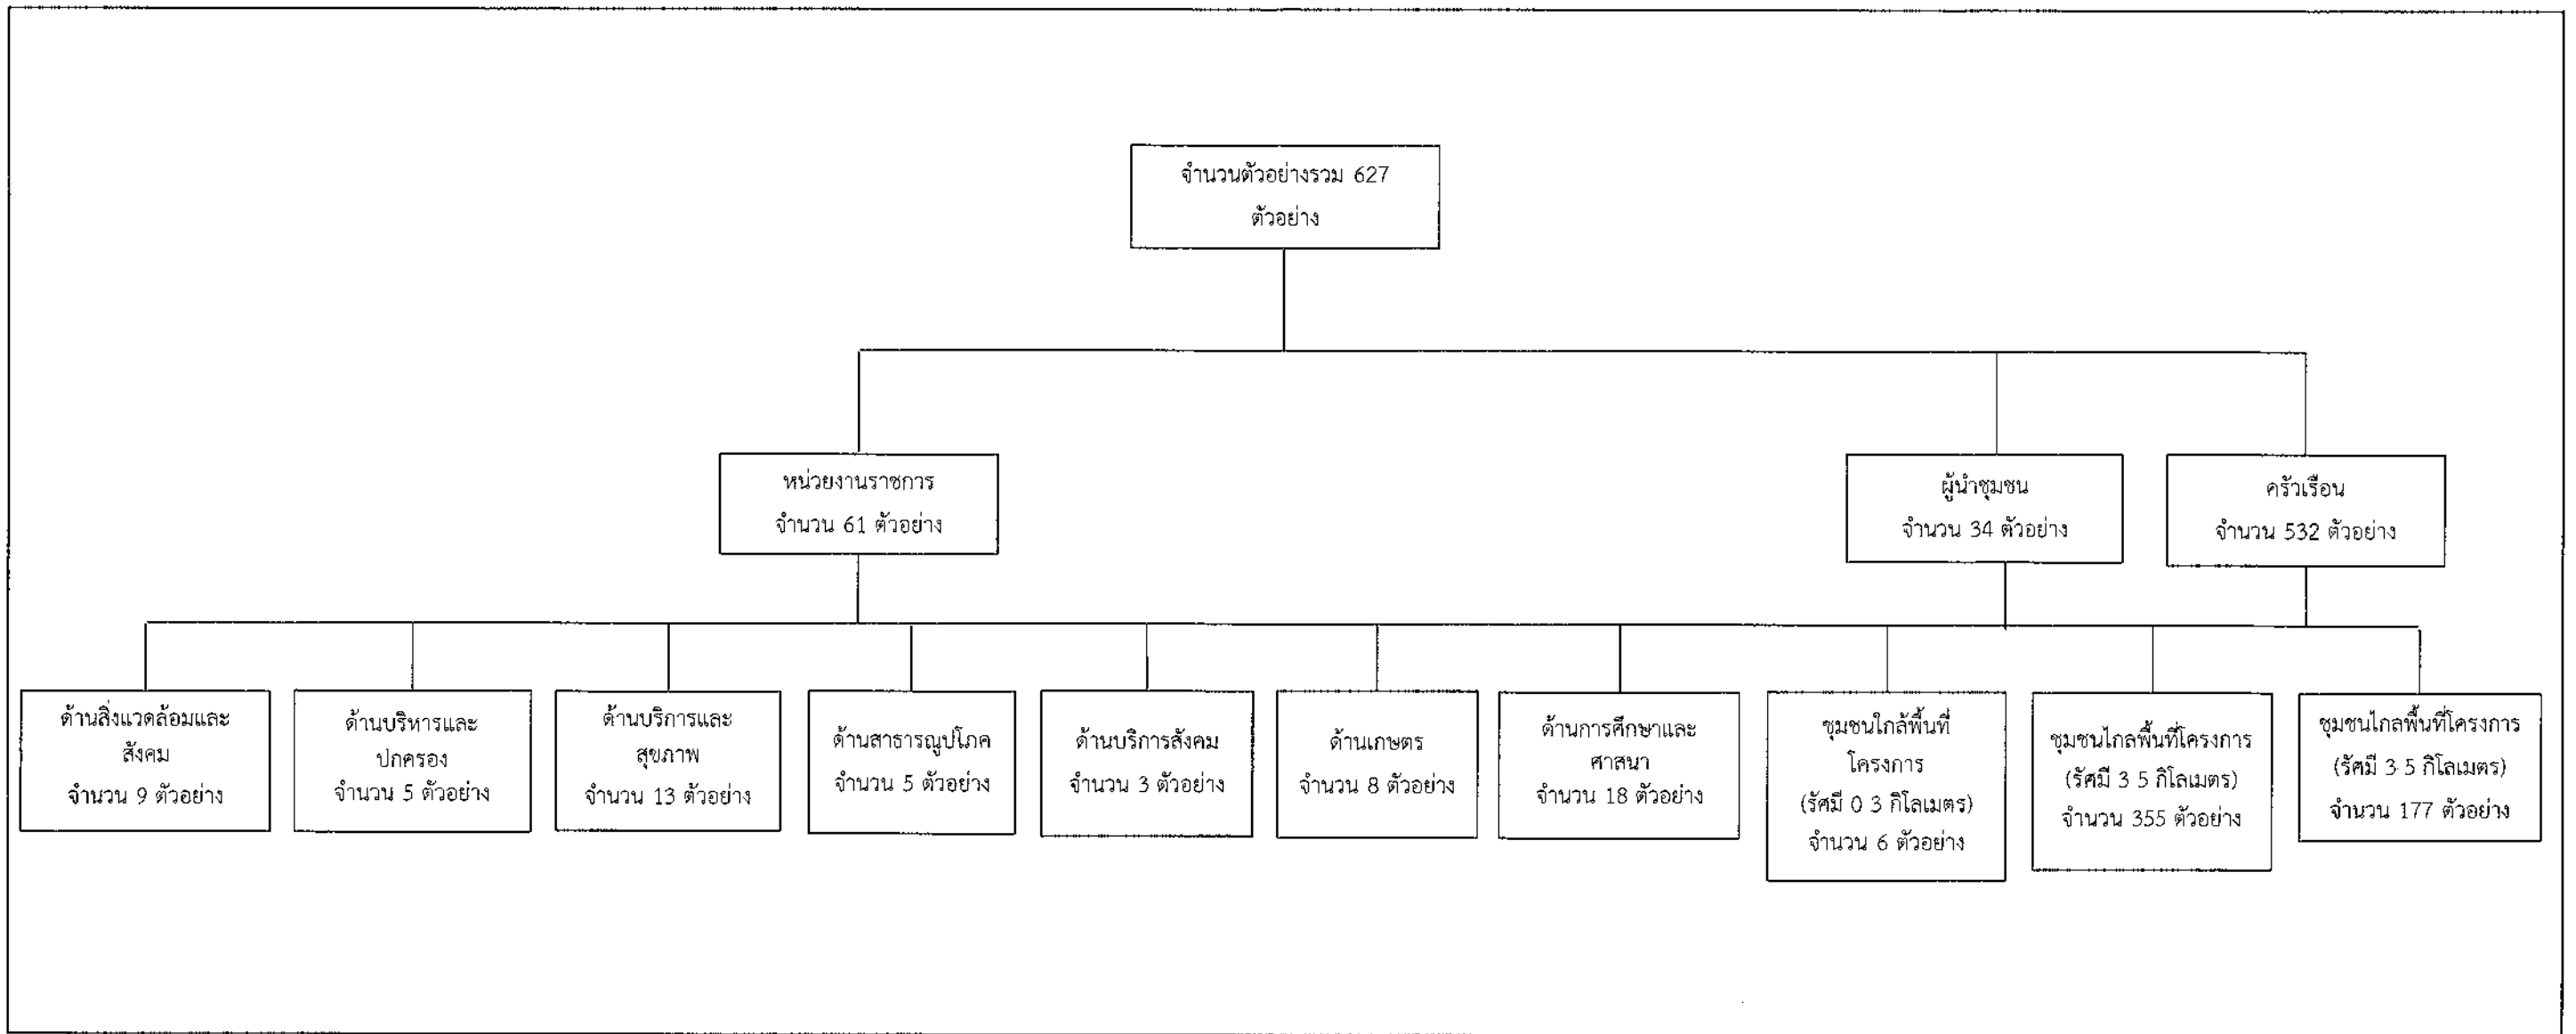 จำนวนตัวอย่างรวม 627
ตัวอย่าง
หน่วยงานราชการ
จำนวน 61 ตัวอย่าง
ผู้นำชุมชน
จำนวน 34 ตัวอย่าง
ครัวเรือน
จำนวน 532 ตัวอย่าง
ด้านสิ่งแวดล้อมและ
สังคม
จำนวน 9 ตัวอย่าง
ด้านบริหารและ
ปกครอง
จำนวน 5 ตัวอย่าง
ด้านบริการและ
สุขภาพ
จำนวน 13 ตัวอย่าง
ด้านสาธารณูปโภค
จำนวน 5 ตัวอย่าง
ด้านบริการสังคม
จำนวน 3 ตัวอย่าง
ด้านเกษตร
จำนวน 8 ตัวอย่าง
ด้านการศึกษาและ
ศาสนา
จำนวน 18 ตัวอย่าง
ชุมชนใกล้พื้นที่
โครงการ
(รัศมี 0 3 กิโลเมตร)
จำนวน 6 ตัวอย่าง
ชุมชนไกลพื้นที่โครงการ
(รัศมี 3 5 กิโลเมตร)
จำนวน 355 ตัวอย่าง
ชุมชนไกลพื้นที่โครงการ
(รัศมี 3-5 กิโลเมตร)
จำนวน 177 ตัวอย่าง